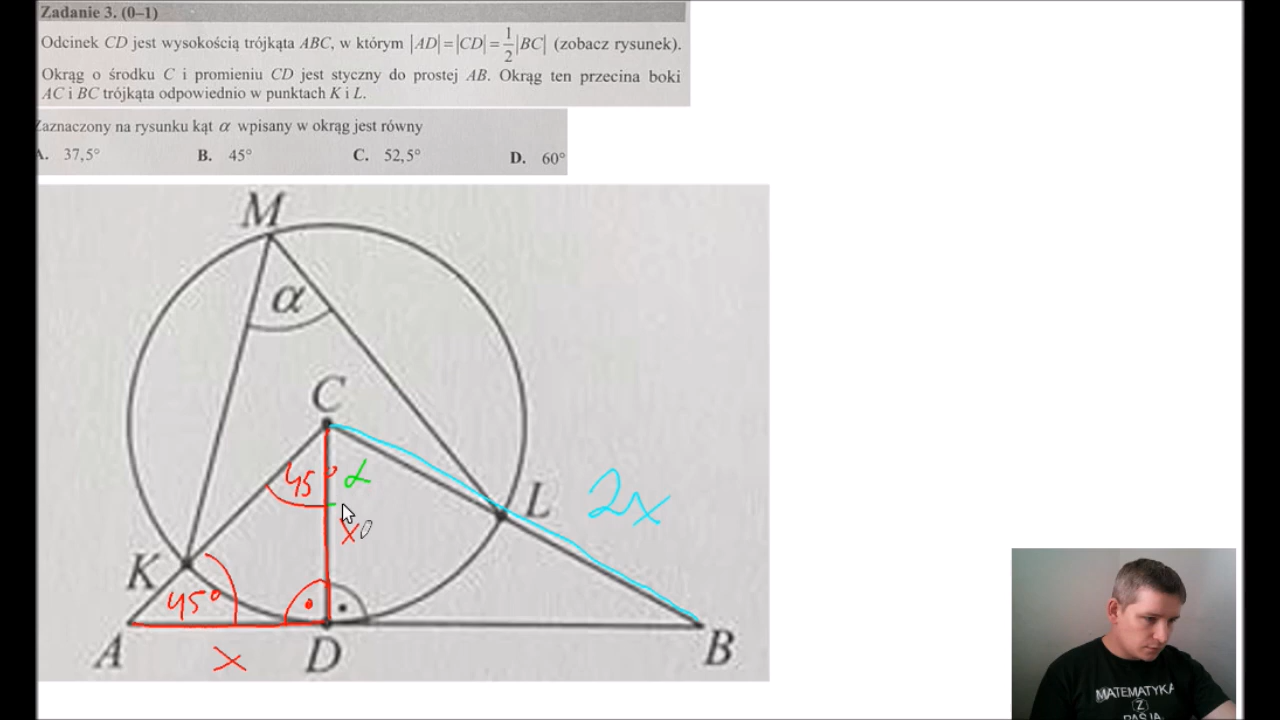 Zadanie 3. (0–1)
Odcinek CD jest wysokością trójkąta ABC, w którym |AD|=|CD|=1/2|BC| (zobacz rysunek).
Okrąg o środku C i promieniu CD jest styczny do prostej AB. Okrąg ten przecina boki
AC i BC trójkąta odpowiednio w punktach K i L.
Zaznaczony na rysunku kąt α wpisany w okrąg jest równy
A. 37,5° B. 45° C. 52,5° D. 60°
M
α
C
45° α
L 2x
x
K
45°
A x D B
MATEMATYKA
Z
PASJĄ